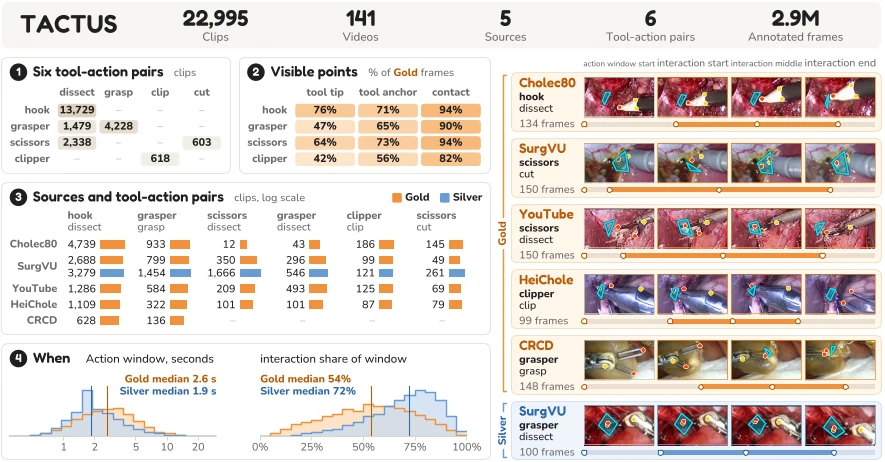 TACTUS
22,995
Clips
141
Videos
5
Sources
6
Tool-action pairs
2.9M
Annotated frames
1 Six tool-action pairs clips
dissect grasp clip cut
hook 13,729 – – –
grasper 1,479 4,228 – –
scissors 2,338 – – 603
clipper – – 618 –
2 Visible points % of Gold frames
tool tip tool anchor contact
hook 76% 71% 94%
grasper 47% 65% 90%
scissors 64% 73% 94%
clipper 42% 56% 82%
3 Sources and tool-action pairs clips, log scale
Gold Silver
hook grasper scissors grasper clipper scissors
dissect grasp dissect dissect clip cut
Cholec80 4,739 933 12 43 186 145
SurgVU 2,688 799 350 296 99 49
3,279 1,454 1,666 546 121 261
YouTube 1,286 584 209 493 125 69
HeiChole 1,109 322 101 101 87 79
CRCD 628 136 – – – –
4 When
Action window, seconds
Gold median 2.6 s
Silver median 1.9 s
1 2 5 10 20
interaction share of window
Gold median 54%
Silver median 72%
0% 25% 50% 75% 100%
action window start interaction start interaction middle interaction end
Gold
Cholec80
hook
dissect
134 frames
SurgVU
scissors
cut
150 frames
YouTube
scissors
dissect
150 frames
HeiChole
clipper
clip
99 frames
CRCD
grasper
grasp
148 frames
Silver
SurgVU
grasper
dissect
100 frames